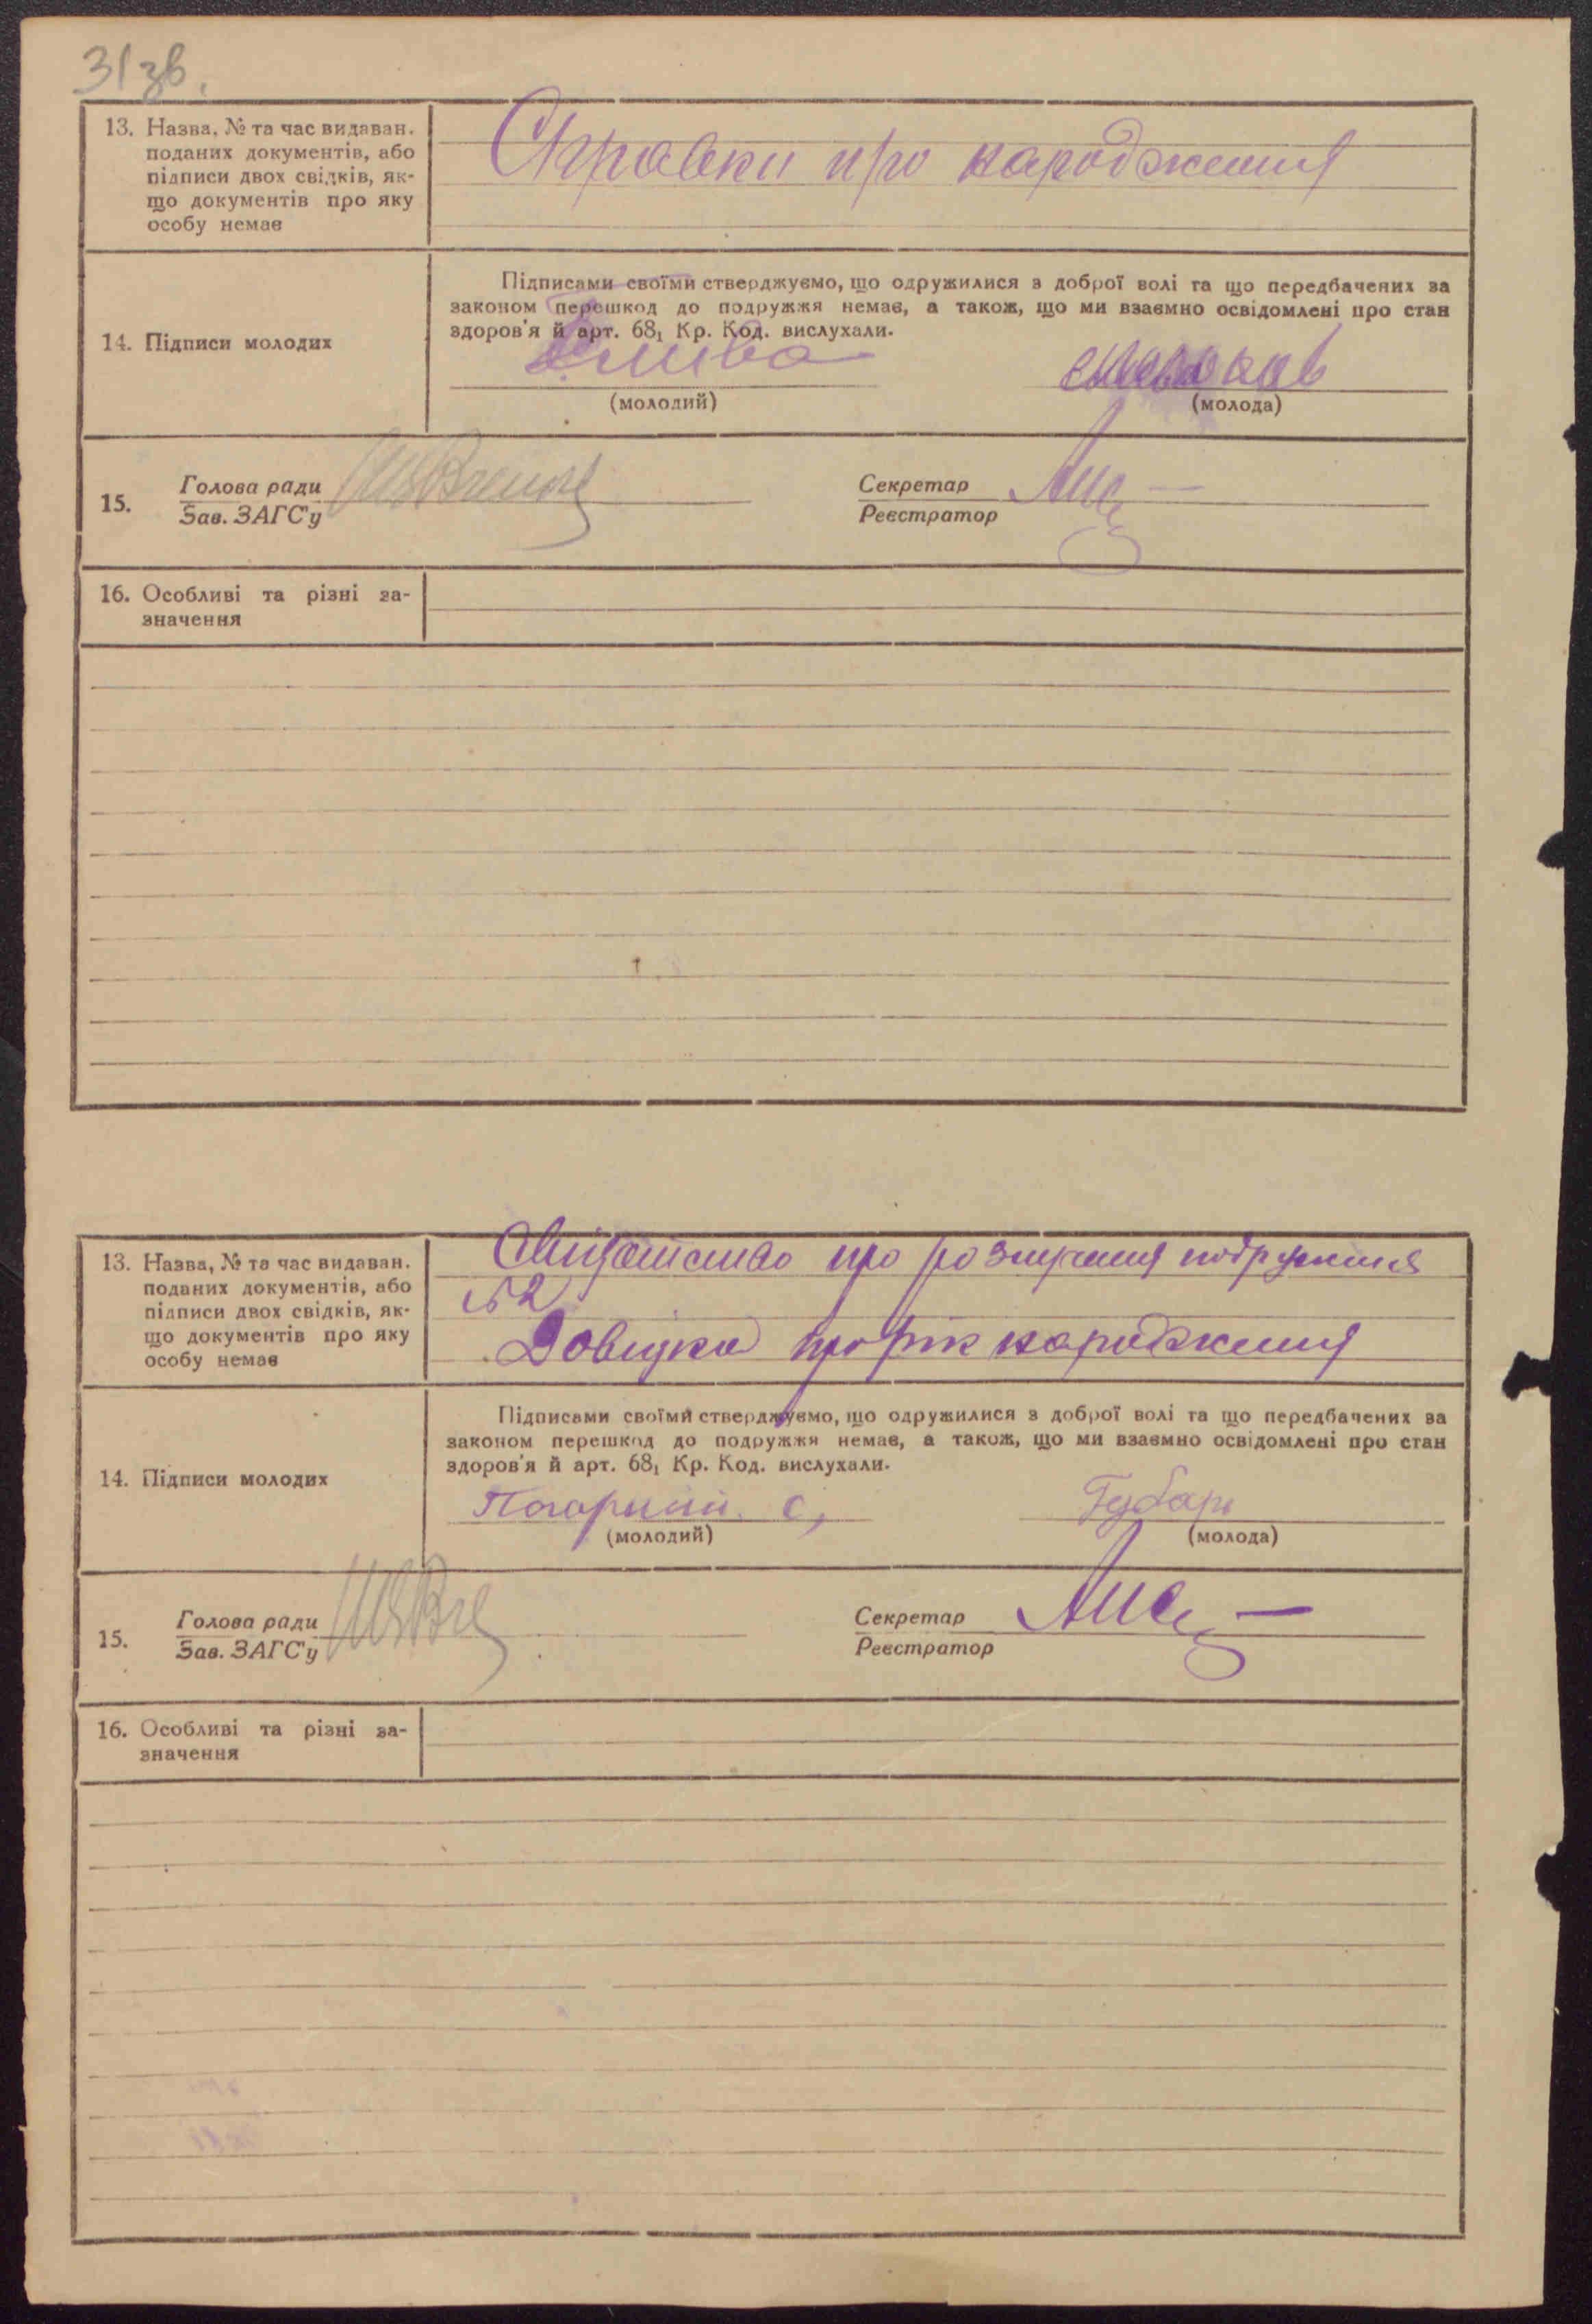 31 зв.
13. Назва, № та час видаван.
поданих документів, або
підписи двох свідків, як-
що документів про яку
особу немає
Справки про народження
14. Підписи молодих
Підписами своїми стверджуємо, що одружилися з доброї волі та що передбачених за
законом перешкод до подружжя немає, а також, що ми взаємно освідомлені про стан
здоров'я й арт. 68₁ Кр. Код. вислухали.
(молодий)
(молода)
15.
Голова ради
Зав. ЗАГС'у
Секретар
Реєстратор
16. Особливі та різні за-
значення
13. Назва, № та час видаван.
поданих документів, або
підписи двох свідків, як-
що документів про яку
особу немає
про подружжя
№ 2
Довідка про рік народження
14. Підписи молодих
Підписами своїми стверджуємо, що одружилися з доброї волі та що передбачених за
законом перешкод до подружжя немає, а також, що ми взаємно освідомлені про стан
здоров'я й арт. 68₁ Кр. Код. вислухали.
Губарь
(молодий)
(молода)
15.
Голова ради
Зав. ЗАГС'у
Секретар
Реєстратор
16. Особливі та різні за-
значення